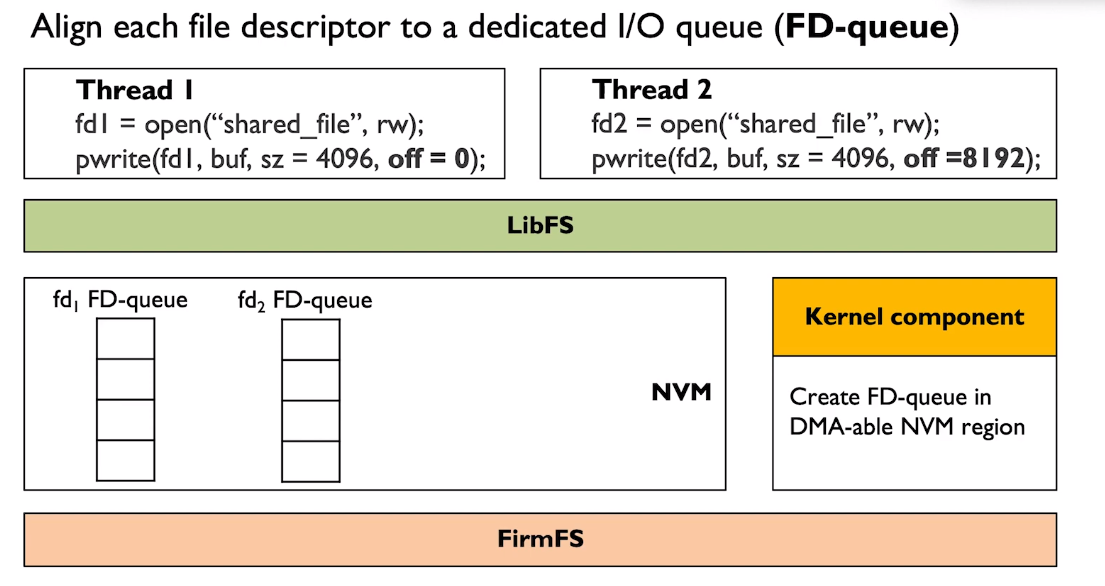 Align each file descriptor to a dedicated I/O queue (FD-queue)
Thread 1
fd1 = open(“shared_file”, rw);
pwrite(fd1, buf, sz = 4096, off = 0);
Thread 2
fd2 = open(“shared_file”, rw);
pwrite(fd2, buf, sz = 4096, off =8192);
LibFS
fd₁ FD-queue
fd₂ FD-queue
NVM
Kernel component
Create FD-queue in
DMA-able NVM region
FirmFS